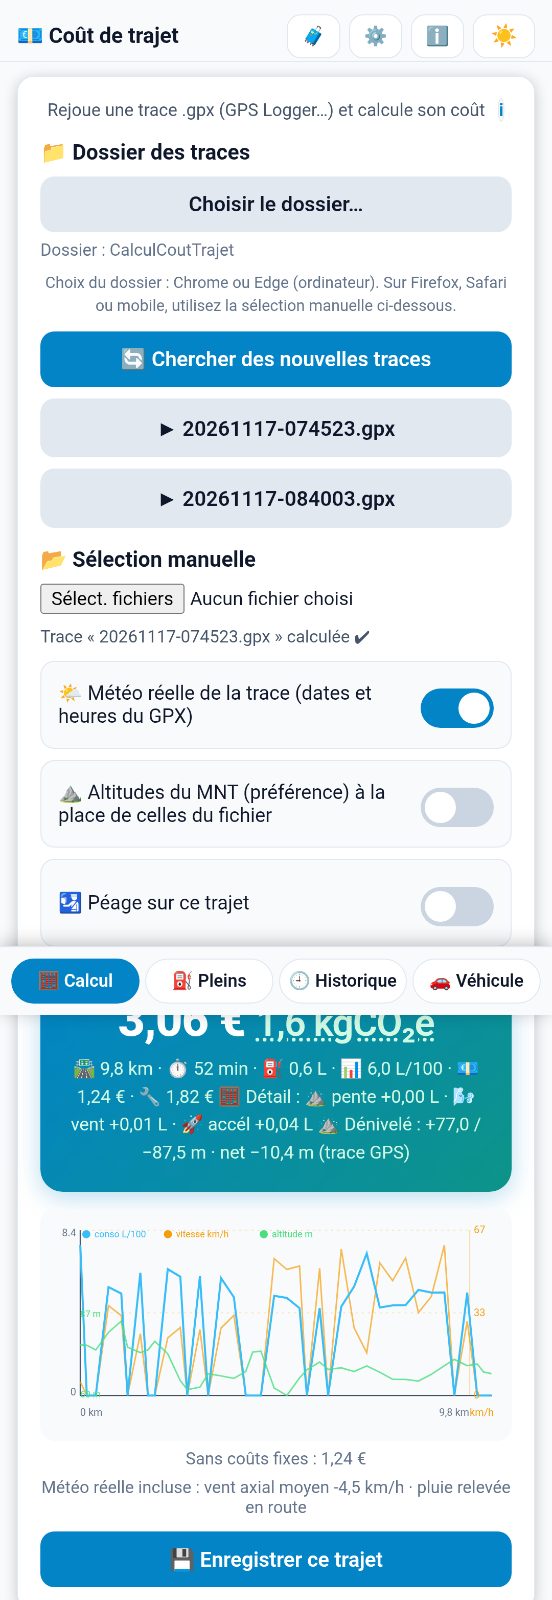 💶 Coût de trajet
Rejoue une trace .gpx (GPS Logger…) et calcule son coût i
📁 Dossier des traces
Choisir le dossier…
Dossier : CalculCoutTrajet
Choix du dossier : Chrome ou Edge (ordinateur). Sur Firefox, Safari
ou mobile, utilisez la sélection manuelle ci-dessous.
🔄 Chercher des nouvelles traces
► 20261117-074523.gpx
► 20261117-084003.gpx
📂 Sélection manuelle
Sélect. fichiers Aucun fichier choisi
Trace « 20261117-074523.gpx » calculée ✔
🌤️ Météo réelle de la trace (dates et
heures du GPX)
⛰️ Altitudes du MNT (préférence) à la
place de celles du fichier
🛂 Péage sur ce trajet
🧮 Calcul
⛽ Pleins
🕘 Historique
🚗 Véhicule
3,06 € 1,6 kgCO₂e
🛣️ 9,8 km · ⏱️ 52 min · ⛽ 0,6 L · 📊 6,0 L/100 · 💶
1,24 € · 🔧 1,82 € 🧮 Détail : ⛰️ pente +0,00 L · 🌬️
vent +0,01 L · 🚀 accél +0,04 L ⛰️ Dénivelé : +77,0 /
−87,5 m · net −10,4 m (trace GPS)
8.4 conso L/100 vitesse km/h altitude m 67
33
0
0 km 9,8 km km/h
Sans coûts fixes : 1,24 €
Météo réelle incluse : vent axial moyen -4,5 km/h · pluie relevée
en route
💾 Enregistrer ce trajet